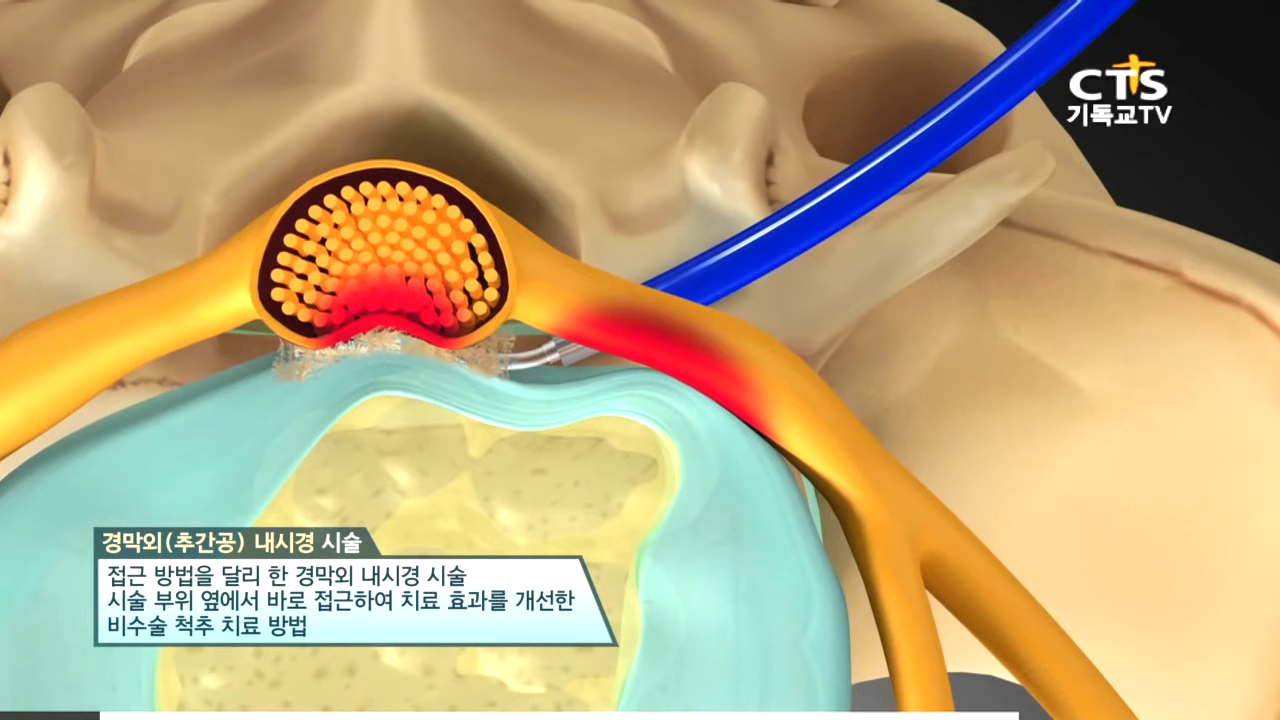 CTS
기독교TV
경막외(추간공) 내시경 시술
접근 방법을 달리 한 경막외 내시경 시술
시술 부위 옆에서 바로 접근하여 치료 효과를 개선한
비수술 척추 치료 방법